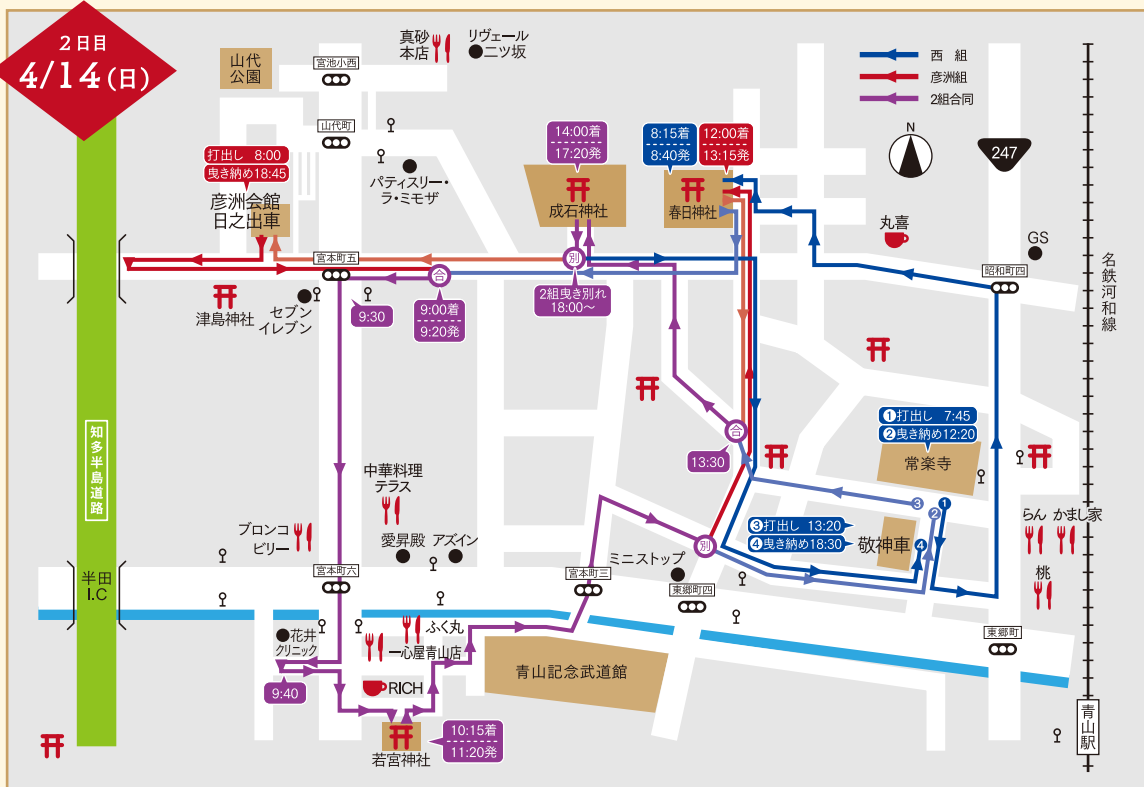 2日目
4/14(日)
山代
公園
宮池小西
真砂
本店
リヴェール
二ツ坂
西 組
彦洲組
2組合同
N
247
山代町
打出し 8:00
曳き納め18:45
彦洲会館
日之出車
パティスリー・
ラ・ミモザ
14:00着
17:20発
成石神社
8:15着
8:40発
12:00着
13:15発
春日神社
丸喜
GS
昭和町四
名鉄河和線
宮本町五
別
合
2組曳き別れ
18:00〜
津島神社
セブン
イレブン
9:30
9:00着
9:20発
知多半島道路
合
13:30
①打出し 7:45
②曳き納め12:20
常楽寺
③
②
①
中華料理
テラス
ブロンコ
ビリー
愛昇殿
アズイン
③打出し 13:20
④曳き納め18:30
敬神車
④
別
らん
かまし家
桃
ミニストップ
半田
I.C
宮本町六
宮本町三
東郷町四
東郷町
花井
クリニック
ふく丸
一心屋青山店
9:40
RICH
青山記念武道館
10:15着
11:20発
若宮神社
青山駅